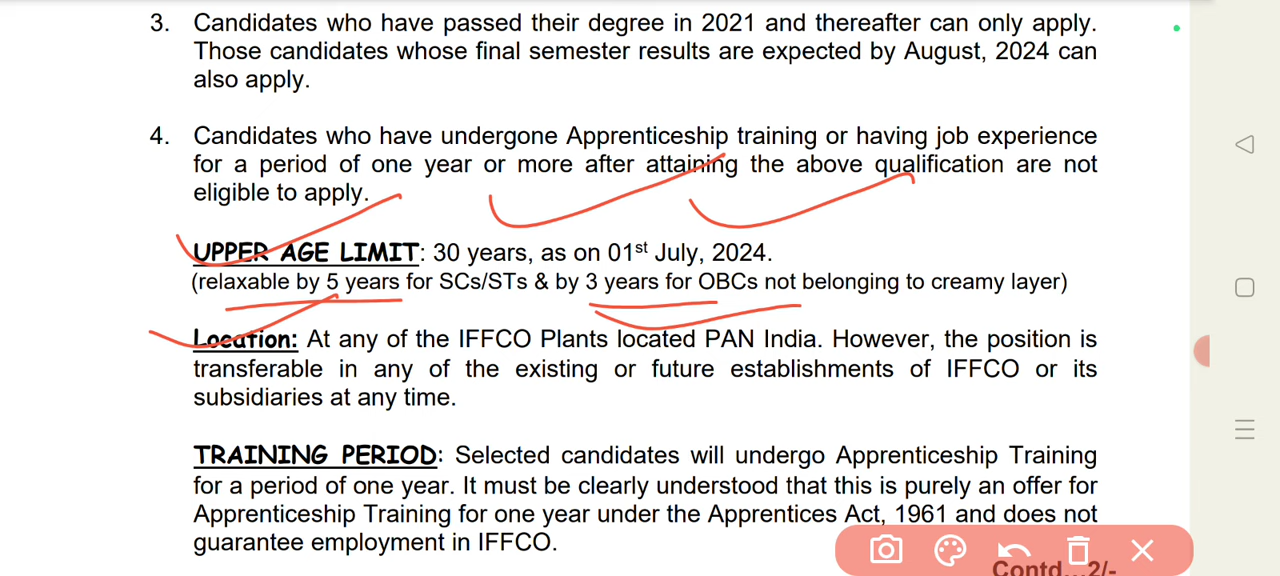 3. Candidates who have passed their degree in 2021 and thereafter can only apply.
Those candidates whose final semester results are expected by August, 2024 can
also apply.
4. Candidates who have undergone Apprenticeship training or having job experience
for a period of one year or more after attaining the above qualification are not
eligible to apply.
UPPER AGE LIMIT: 30 years, as on 01st July, 2024.
(relaxable by 5 years for SCs/STs & by 3 years for OBCs not belonging to creamy layer)
Location: At any of the IFFCO Plants located PAN India. However, the position is
transferable in any of the existing or future establishments of IFFCO or its
subsidiaries at any time.
TRAINING PERIOD: Selected candidates will undergo Apprenticeship Training
for a period of one year. It must be clearly understood that this is purely an offer for
Apprenticeship Training for one year under the Apprentices Act, 1961 and does not
guarantee employment in IFFCO.
Contd...2/-